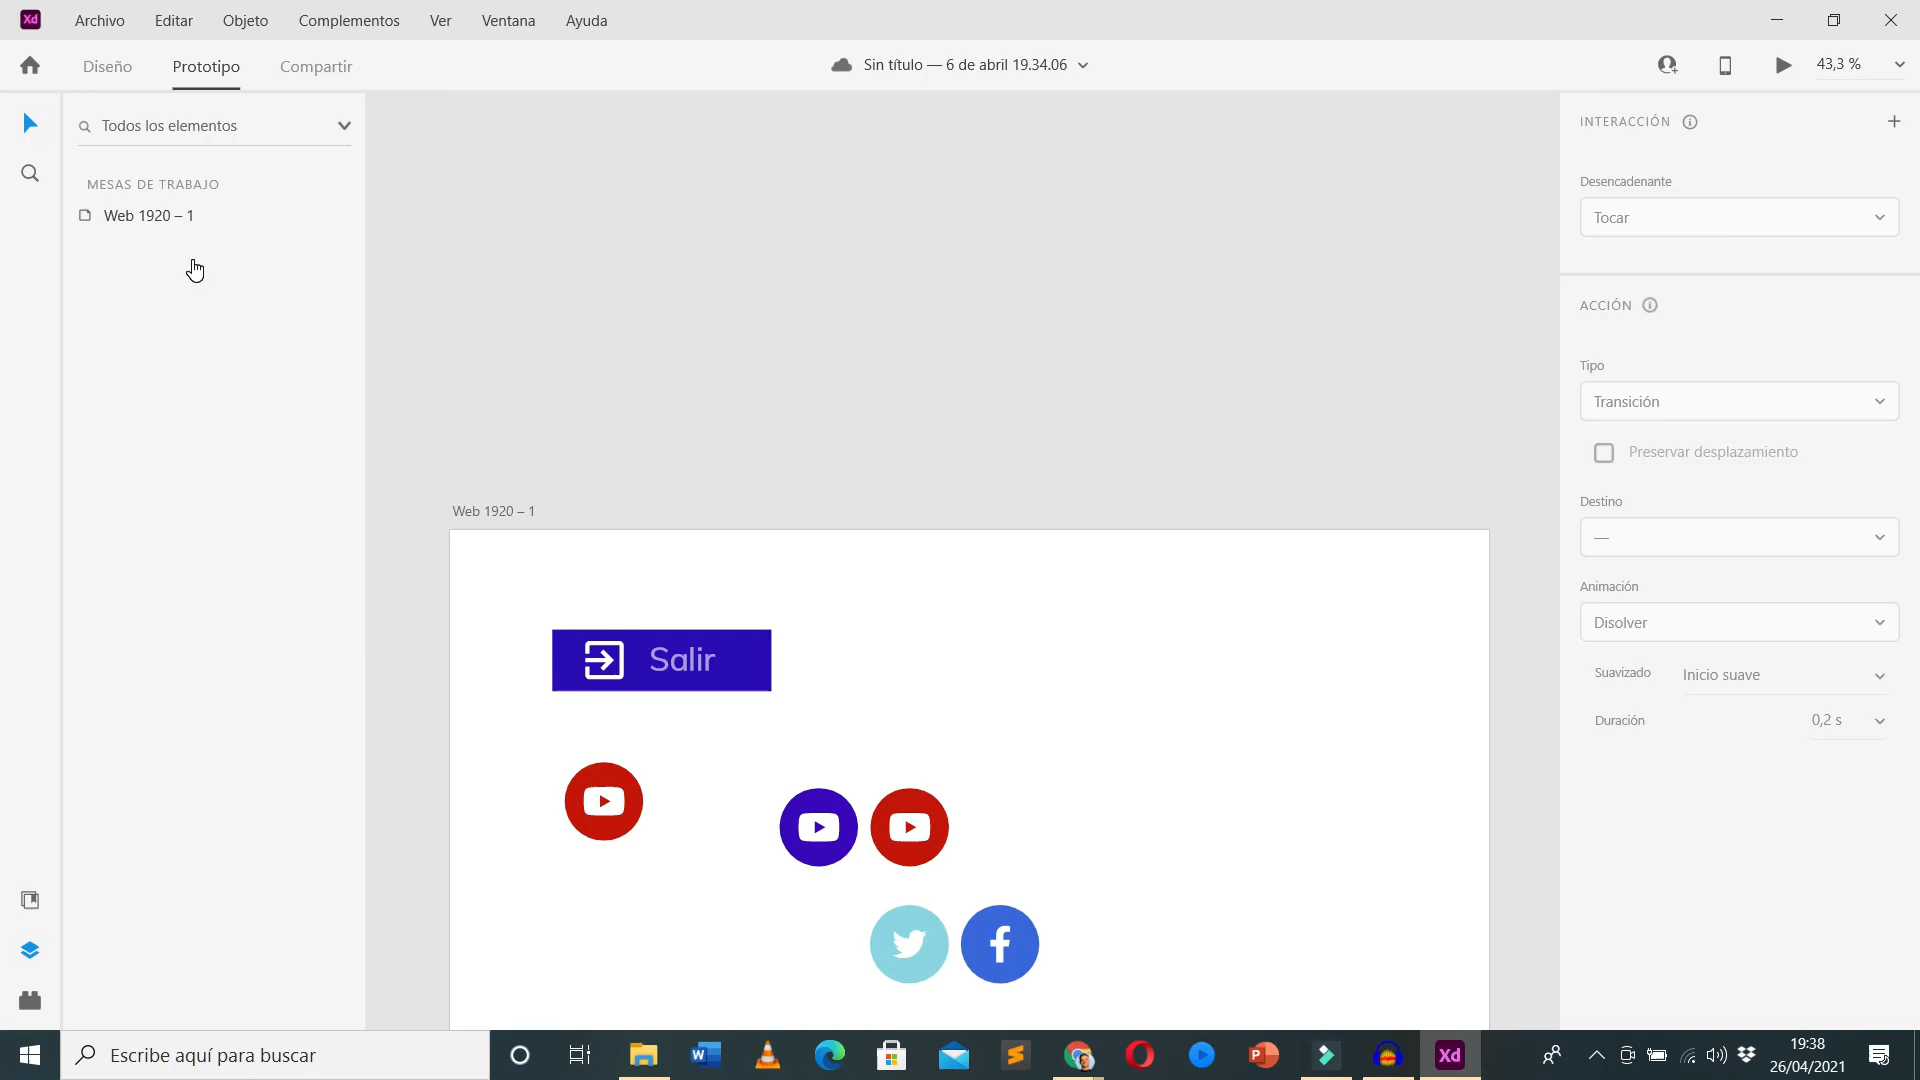 Xd Archivo Editar Objeto Complementos Ver Ventana Ayuda
Diseño Prototipo Compartir Sin título — 6 de abril 19.34.06 43,3 %
Todos los elementos
MESAS DE TRABAJO
Web 1920 – 1
Web 1920 – 1
Salir
INTERACCIÓN
Desencadenante
Tocar
ACCIÓN
Tipo
Transición
Preservar desplazamiento
Destino
—
Animación
Disolver
Suavizado Inicio suave
Duración 0,2 s
Escribe aquí para buscar
Xd
19:38
26/04/2021